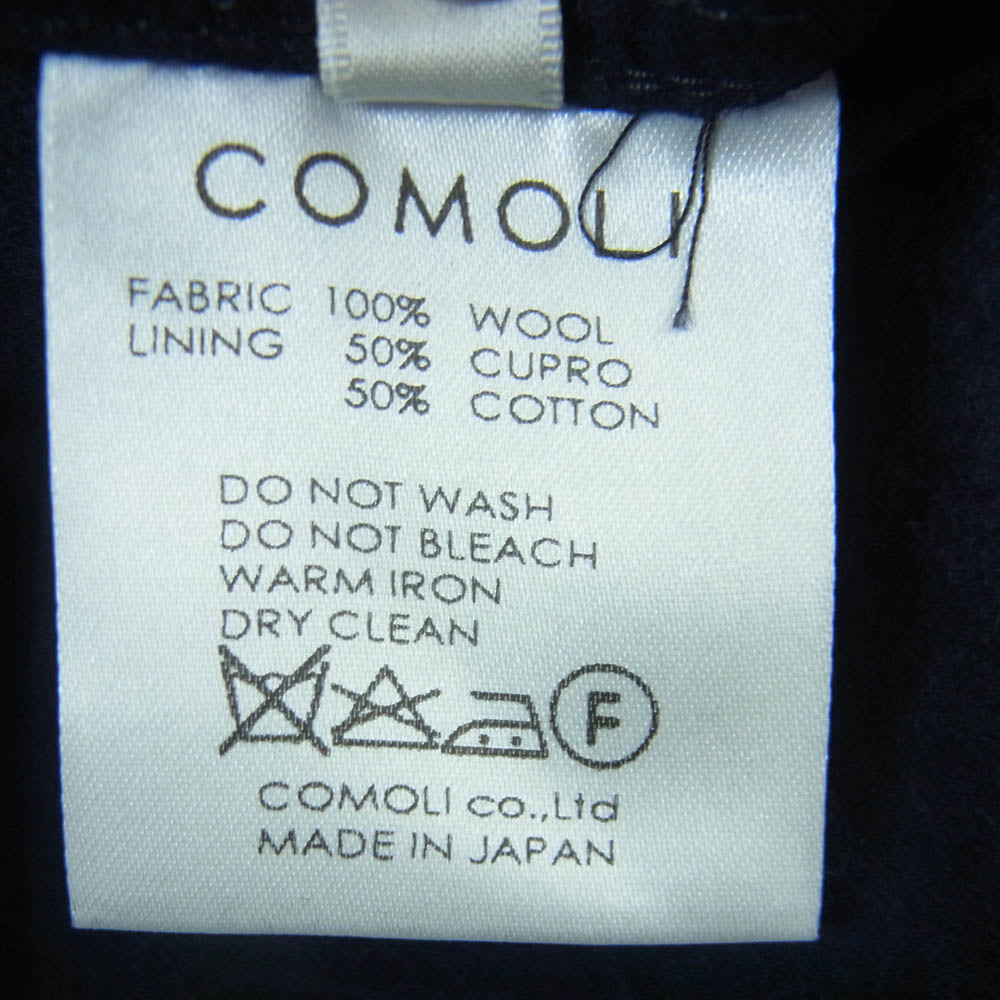 COMOLI
FABRIC 100% WOOL
LINING 50% CUPRO
50% COTTON
DO NOT WASH
DO NOT BLEACH
WARM IRON
DRY CLEAN
F
COMOLI co.,Ltd
MADE IN JAPAN